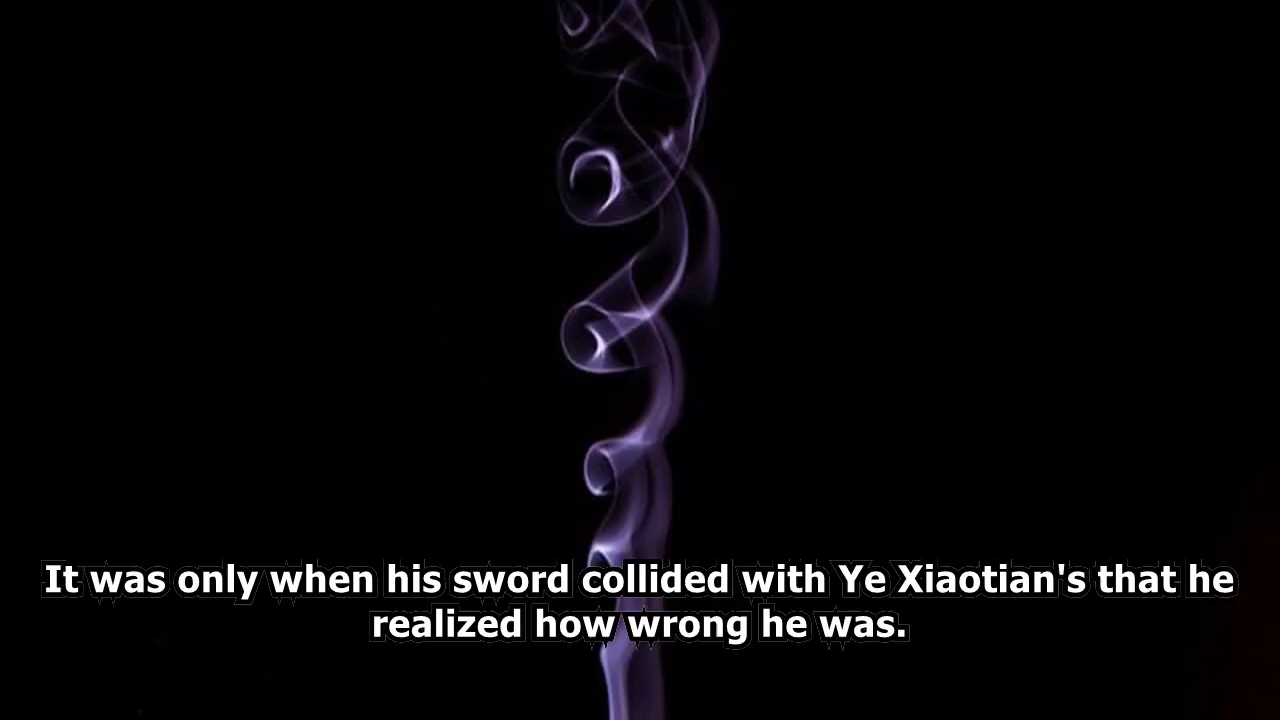 It was only when his sword collided with Ye Xiaotian's that he
realized how wrong he was.